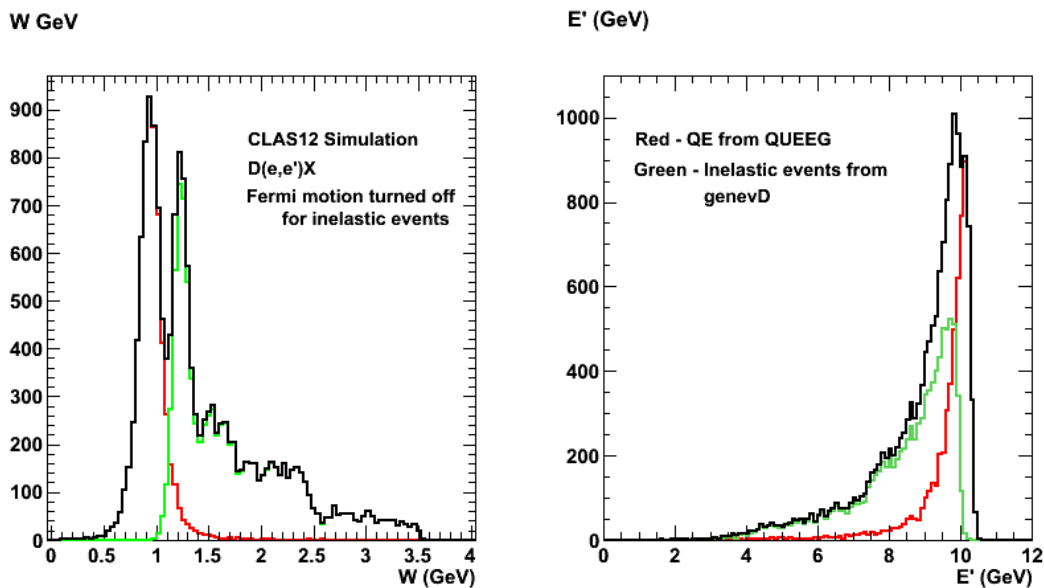 W GeV
E' (GeV)
CLAS12 Simulation
D(e,e')X
Fermi motion turned off
for inelastic events
900
800
700
600
500
400
300
200
100
0
0 0.5 1 1.5 2 2.5 3 3.5 4
W (GeV)
Red - QE from QUEEG
Green - Inelastic events from
genevD
1000
800
600
400
200
0
0 2 4 6 8 10 12
E' (GeV)